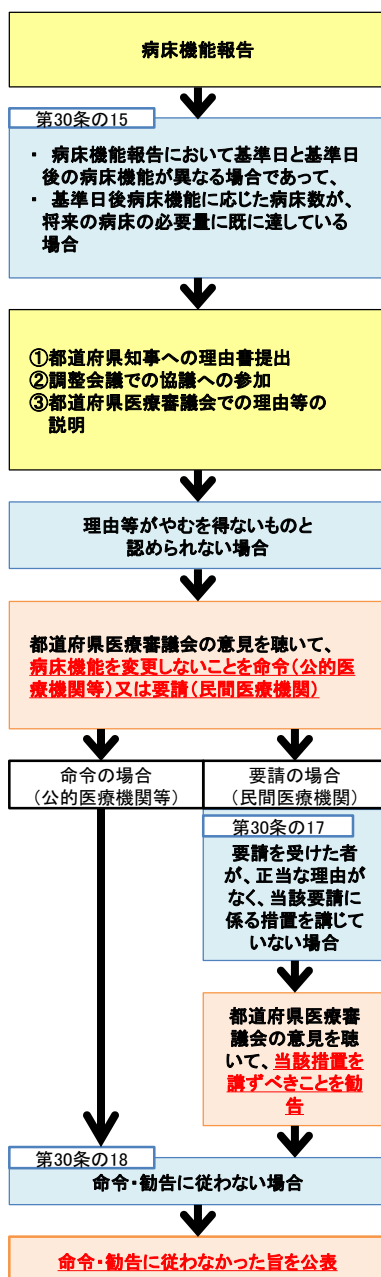 病床機能報告
第30条の15
・ 病床機能報告において基準日と基準日
後の病床機能が異なる場合であって、
・ 基準日後病床機能に応じた病床数が、
将来の病床の必要量に既に達している
場合
①都道府県知事への理由書提出
②調整会議での協議への参加
③都道府県医療審議会での理由等の
説明
理由等がやむを得ないものと
認められない場合
都道府県医療審議会の意見を聴いて、
病床機能を変更しないことを命令(公的医
療機関等)又は要請(民間医療機関)
命令の場合
(公的医療機関等)
要請の場合
(民間医療機関)
第30条の17
要請を受けた者
が、正当な理由が
なく、当該要請に
係る措置を講じて
いない場合
都道府県医療審
議会の意見を聴
いて、当該措置を
講ずべきことを勧
告
第30条の18
命令・勧告に従わない場合
命令・勧告に従わなかった旨を公表